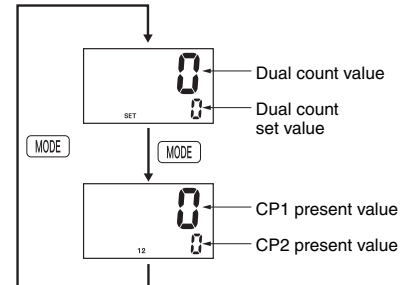 0
Dual count value
0
SET
Dual count
set value
MODE
MODE
0
CP1 present value
0
12
CP2 present value